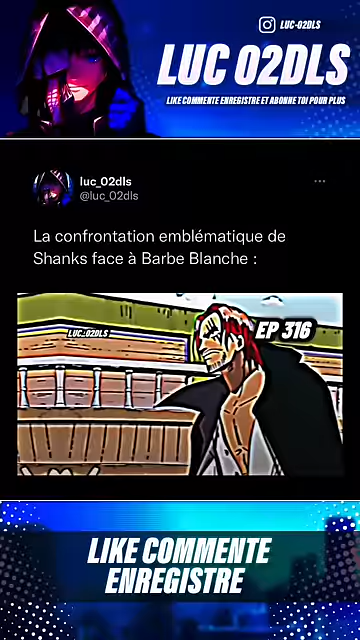 LUC-02DLS
LUC 02DLS
LIKE COMMENTE ENREGISTRE ET ABONNE TOI POUR PLUS
luc_02dls
@luc_02dls
La confrontation emblématique de
Shanks face à Barbe Blanche :
LUC_02DLS
EP 316
LIKE COMMENTE
ENREGISTRE